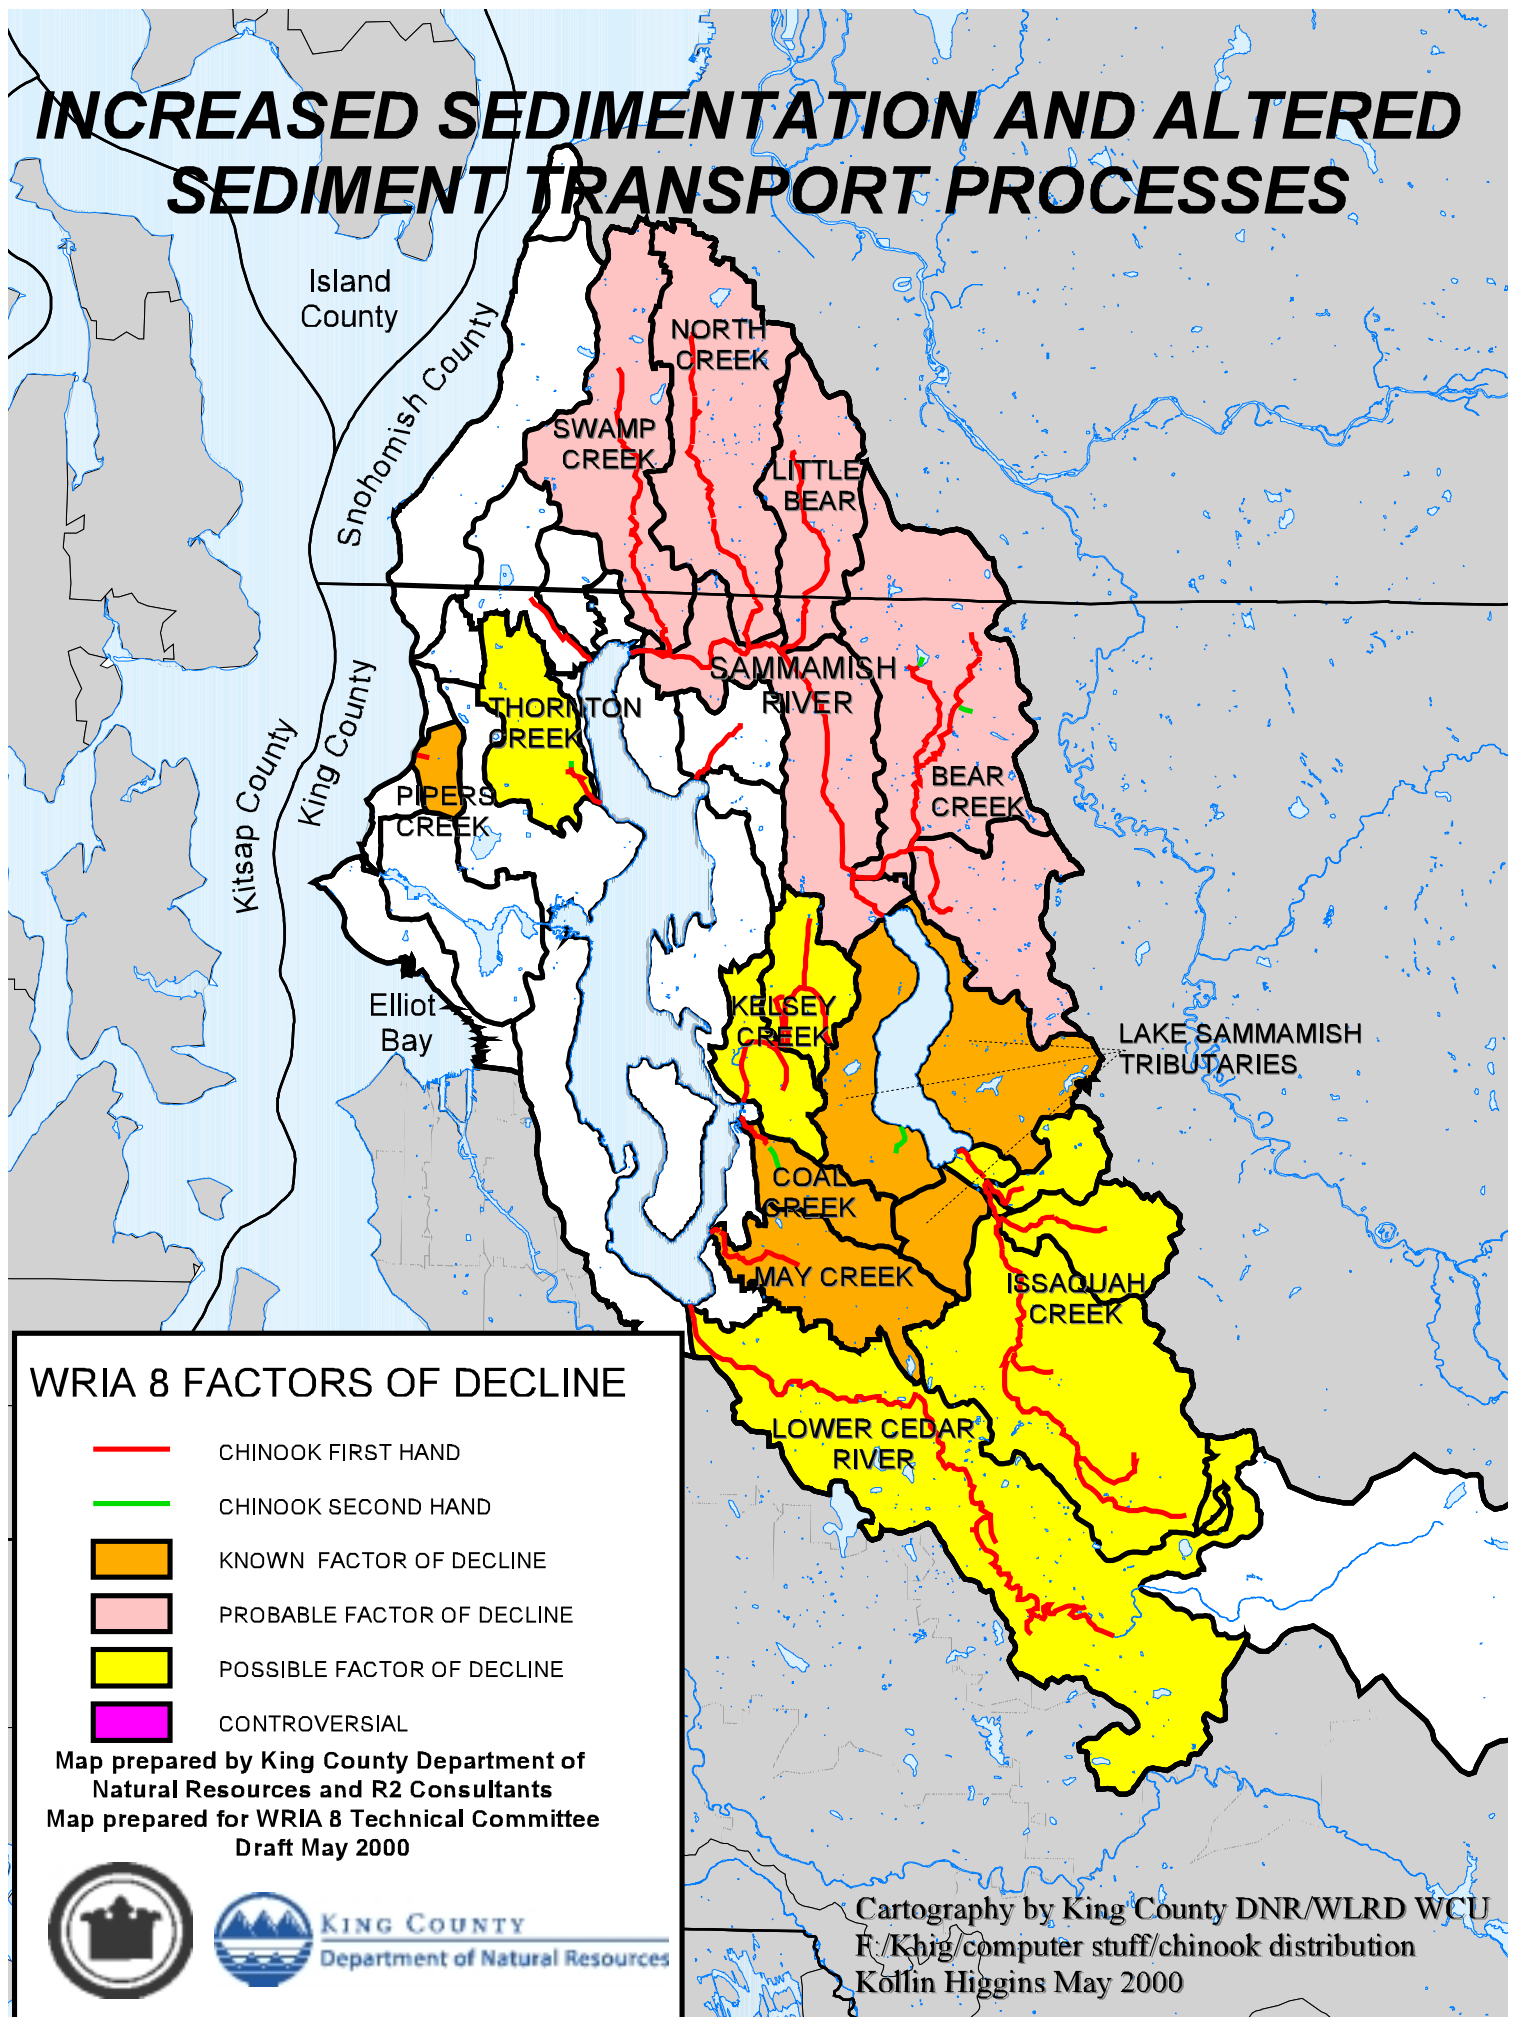 INCREASED SEDIMENTATION AND ALTERED
SEDIMENT TRANSPORT PROCESSES
Island
County
Snohomish County
NORTH
CREEK
SWAMP
CREEK
LITTLE
BEAR
SAMMAMISH
RIVER
THORNTON
CREEK
Kitsap County
King County
PIPERS
CREEK
BEAR
CREEK
Elliot
Bay
KELSEY
CREEK
LAKE SAMMAMISH
TRIBUTARIES
COAL
CREEK
MAY CREEK
ISSAQUAH
CREEK
LOWER CEDAR
RIVER
WRIA 8 FACTORS OF DECLINE
CHINOOK FIRST HAND
CHINOOK SECOND HAND
KNOWN FACTOR OF DECLINE
PROBABLE FACTOR OF DECLINE
POSSIBLE FACTOR OF DECLINE
CONTROVERSIAL
Map prepared by King County Department of
Natural Resources and R2 Consultants
Map prepared for WRIA 8 Technical Committee
Draft May 2000
KING COUNTY
Department of Natural Resources
Cartography by King County DNR/WLRD WCU
F:/Khig/computer stuff/chinook distribution
Kollin Higgins May 2000